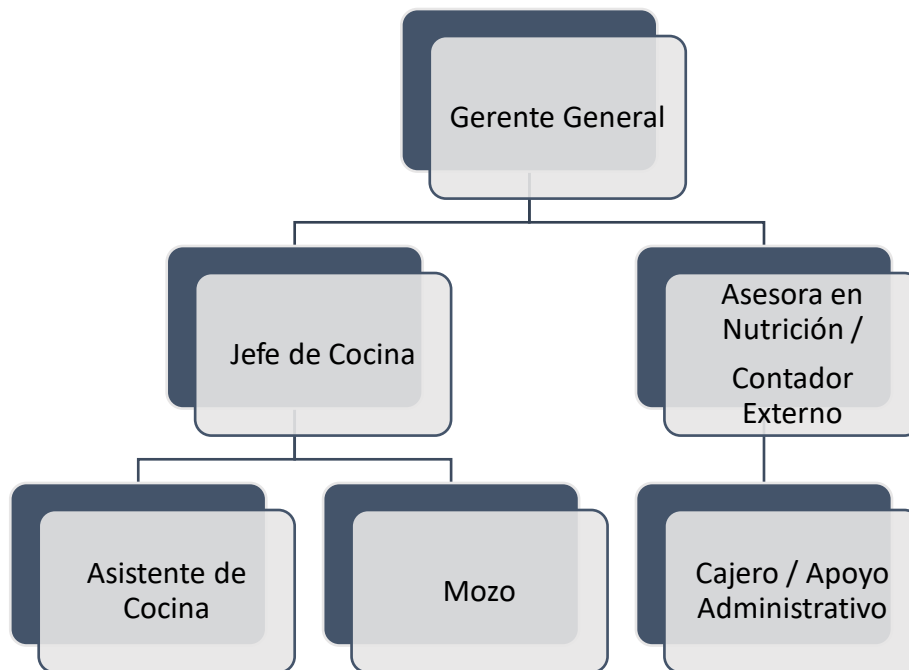 Gerente General
Jefe de Cocina
Asesora en
Nutrición /
Contador
Externo
Asistente de
Cocina
Mozo
Cajero / Apoyo
Administrativo